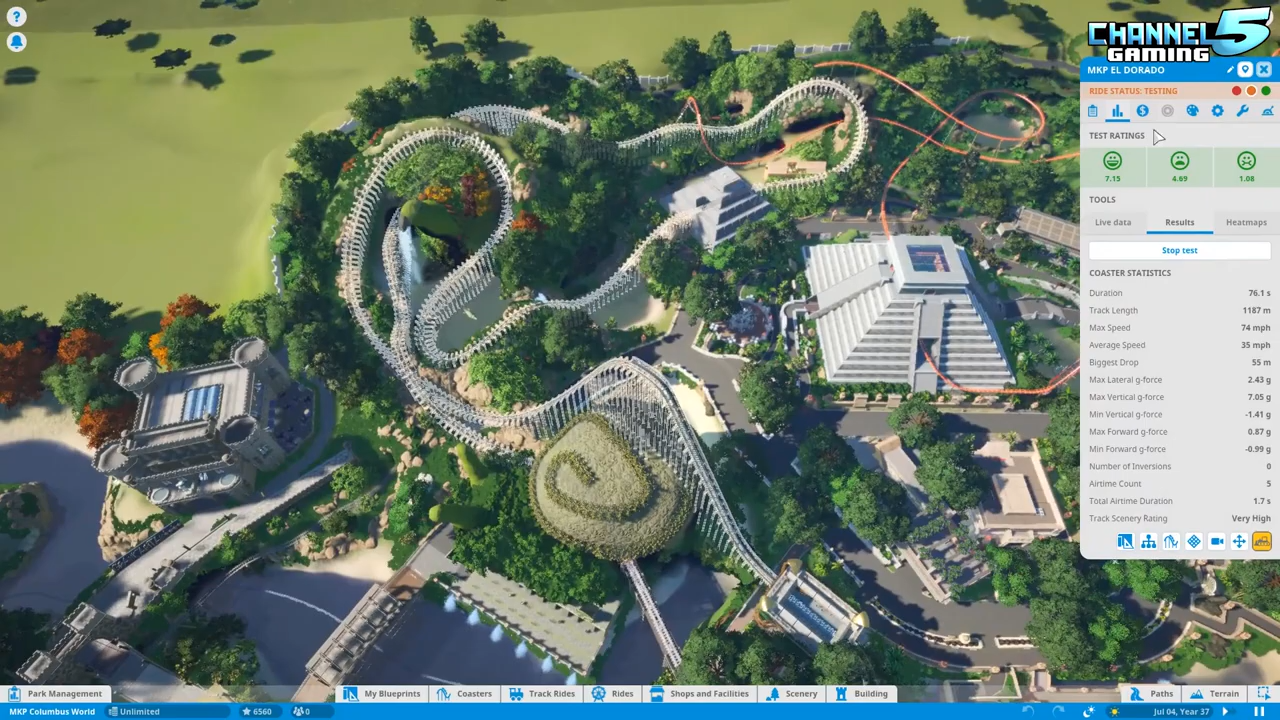 CHANNEL 5
GAMING
?
MKP EL DORADO
RIDE STATUS: TESTING
TEST RATINGS
7.15 4.69 1.08
TOOLS
Live data Results Heatmaps
Stop test
COASTER STATISTICS
Duration 76.1 s
Track Length 1187 m
Max Speed 74 mph
Average Speed 35 mph
Biggest Drop 55 m
Max Lateral g-force 2.43 g
Max Vertical g-force 7.05 g
Min Vertical g-force -1.41 g
Max Forward g-force 0.87 g
Min Forward g-force -0.99 g
Number of Inversions 0
Airtime Count 5
Total Airtime Duration 1.7 s
Track Scenery Rating Very High
Park Management My Blueprints Coasters Track Rides Rides Shops and Facilities Scenery Building Paths Terrain
MKP Columbus World Unlimited 6560 0 Jul 04, Year 37